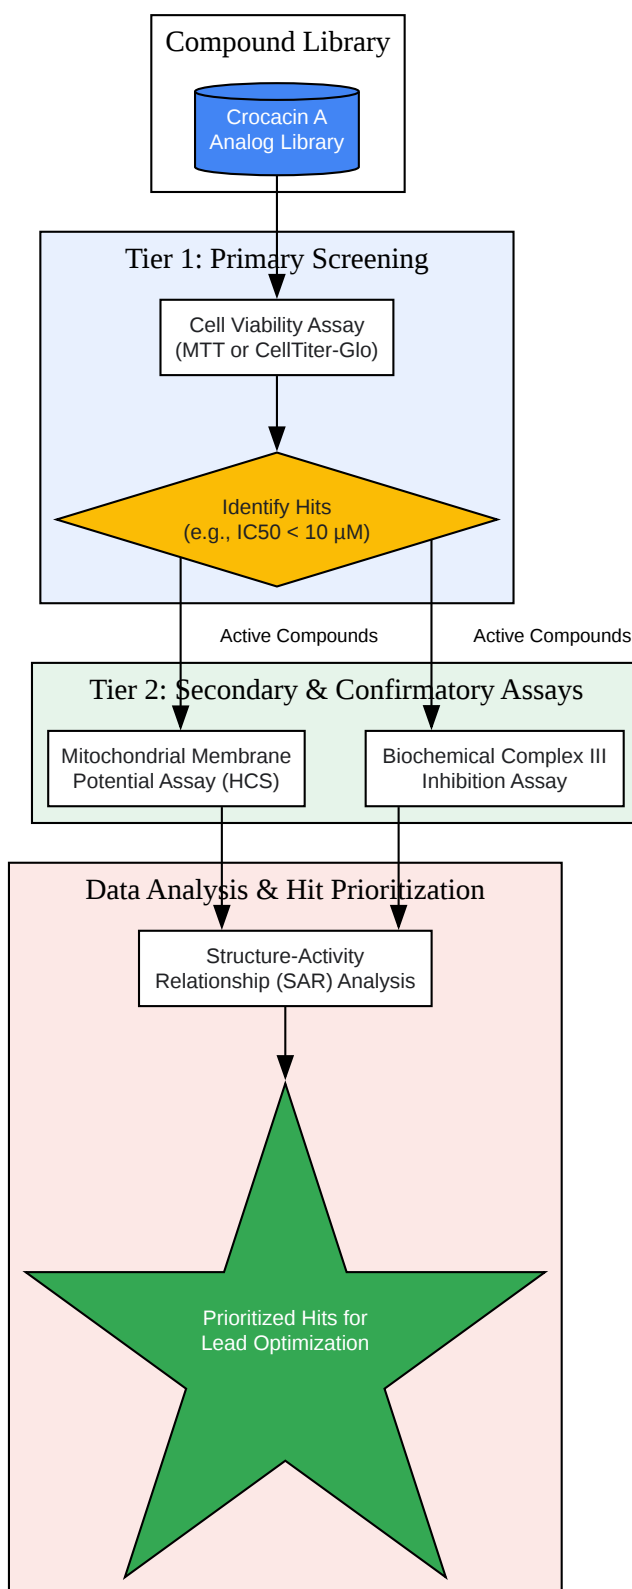 Compound Library
Crocacin A
Analog Library
Tier 1: Primary Screening
Cell Viability Assay
(MTT or CellTiter-Glo)
Identify Hits
(e.g., IC50 < 10 µM)
Active Compounds
Active Compounds
Tier 2: Secondary & Confirmatory Assays
Mitochondrial Membrane
Potential Assay (HCS)
Biochemical Complex III
Inhibition Assay
Data Analysis & Hit Prioritization
Structure-Activity
Relationship (SAR) Analysis
Prioritized Hits for
Lead Optimization